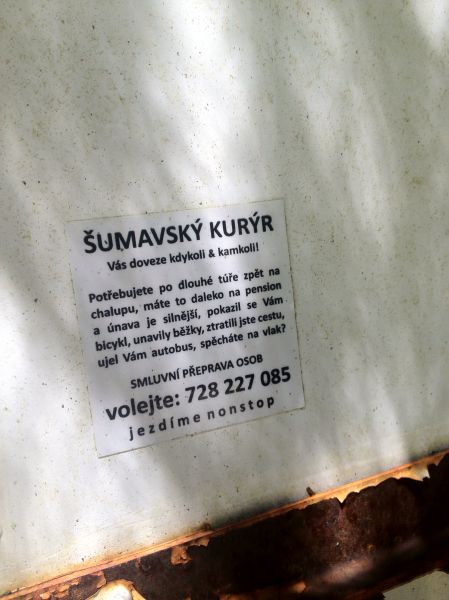 ŠUMAVSKÝ KURÝR
Vás doveze kdykoli & kamkoli!
Potřebujete po dlouhé túře zpět na
chalupu, máte to daleko na pension
a únava je silnější, pokazil se Vám
bicykl, unavily běžky, ztratili jste cestu,
ujel Vám autobus, spěcháte na vlak?
SMLUVNÍ PŘEPRAVA OSOB
volejte: 728 227 085
jezdíme nonstop